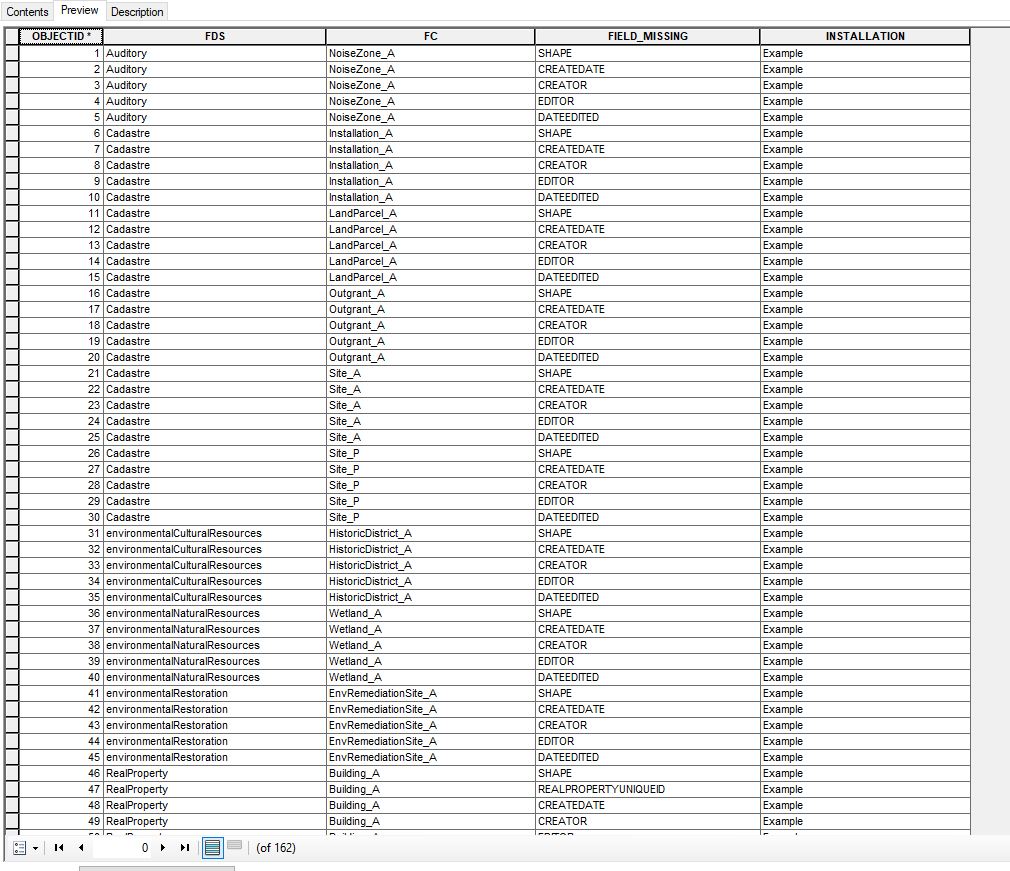 Contents Preview Description
OBJECTID * FDS FC FIELD_MISSING INSTALLATION
1 Auditory NoiseZone_A SHAPE Example
2 Auditory NoiseZone_A CREATEDATE Example
3 Auditory NoiseZone_A CREATOR Example
4 Auditory NoiseZone_A EDITOR Example
5 Auditory NoiseZone_A DATEEDITED Example
6 Cadastre Installation_A SHAPE Example
7 Cadastre Installation_A CREATEDATE Example
8 Cadastre Installation_A CREATOR Example
9 Cadastre Installation_A EDITOR Example
10 Cadastre Installation_A DATEEDITED Example
11 Cadastre LandParcel_A SHAPE Example
12 Cadastre LandParcel_A CREATEDATE Example
13 Cadastre LandParcel_A CREATOR Example
14 Cadastre LandParcel_A EDITOR Example
15 Cadastre LandParcel_A DATEEDITED Example
16 Cadastre Outgrant_A SHAPE Example
17 Cadastre Outgrant_A CREATEDATE Example
18 Cadastre Outgrant_A CREATOR Example
19 Cadastre Outgrant_A EDITOR Example
20 Cadastre Outgrant_A DATEEDITED Example
21 Cadastre Site_A SHAPE Example
22 Cadastre Site_A CREATEDATE Example
23 Cadastre Site_A CREATOR Example
24 Cadastre Site_A EDITOR Example
25 Cadastre Site_A DATEEDITED Example
26 Cadastre Site_P SHAPE Example
27 Cadastre Site_P CREATEDATE Example
28 Cadastre Site_P CREATOR Example
29 Cadastre Site_P EDITOR Example
30 Cadastre Site_P DATEEDITED Example
31 environmentalCulturalResources HistoricDistrict_A SHAPE Example
32 environmentalCulturalResources HistoricDistrict_A CREATEDATE Example
33 environmentalCulturalResources HistoricDistrict_A CREATOR Example
34 environmentalCulturalResources HistoricDistrict_A EDITOR Example
35 environmentalCulturalResources HistoricDistrict_A DATEEDITED Example
36 environmentalNaturalResources Wetland_A SHAPE Example
37 environmentalNaturalResources Wetland_A CREATEDATE Example
38 environmentalNaturalResources Wetland_A CREATOR Example
39 environmentalNaturalResources Wetland_A EDITOR Example
40 environmentalNaturalResources Wetland_A DATEEDITED Example
41 environmentalRestoration EnvRemediationSite_A SHAPE Example
42 environmentalRestoration EnvRemediationSite_A CREATEDATE Example
43 environmentalRestoration EnvRemediationSite_A CREATOR Example
44 environmentalRestoration EnvRemediationSite_A EDITOR Example
45 environmentalRestoration EnvRemediationSite_A DATEEDITED Example
46 RealProperty Building_A SHAPE Example
47 RealProperty Building_A REALPROPERTYUNIQUEID Example
48 RealProperty Building_A CREATEDATE Example
49 RealProperty Building_A CREATOR Example
0 (of 162)